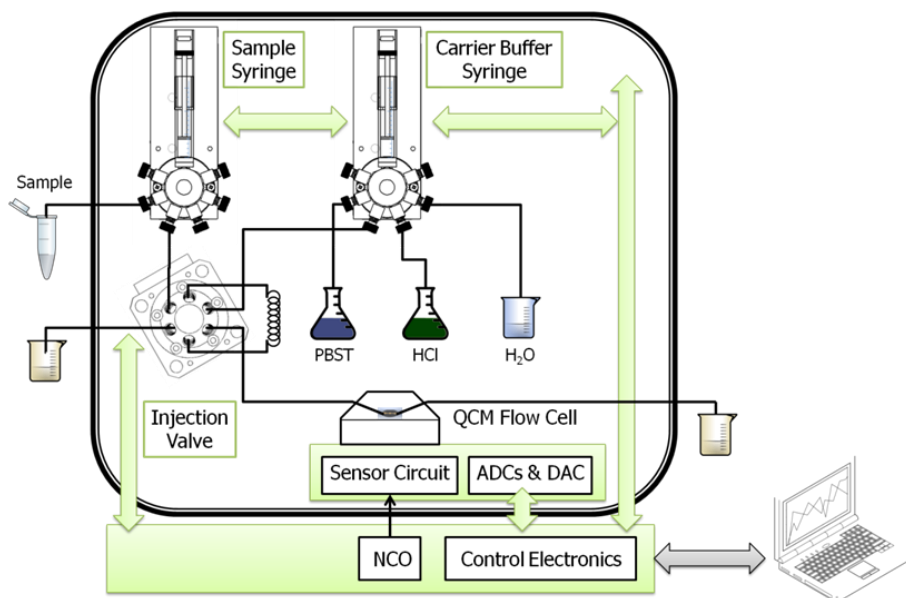 Sample
Syringe
Carrier Buffer
Syringe
Sample
PBST
HCl
H₂O
Injection
Valve
QCM Flow Cell
Sensor Circuit
ADCs & DAC
NCO
Control Electronics